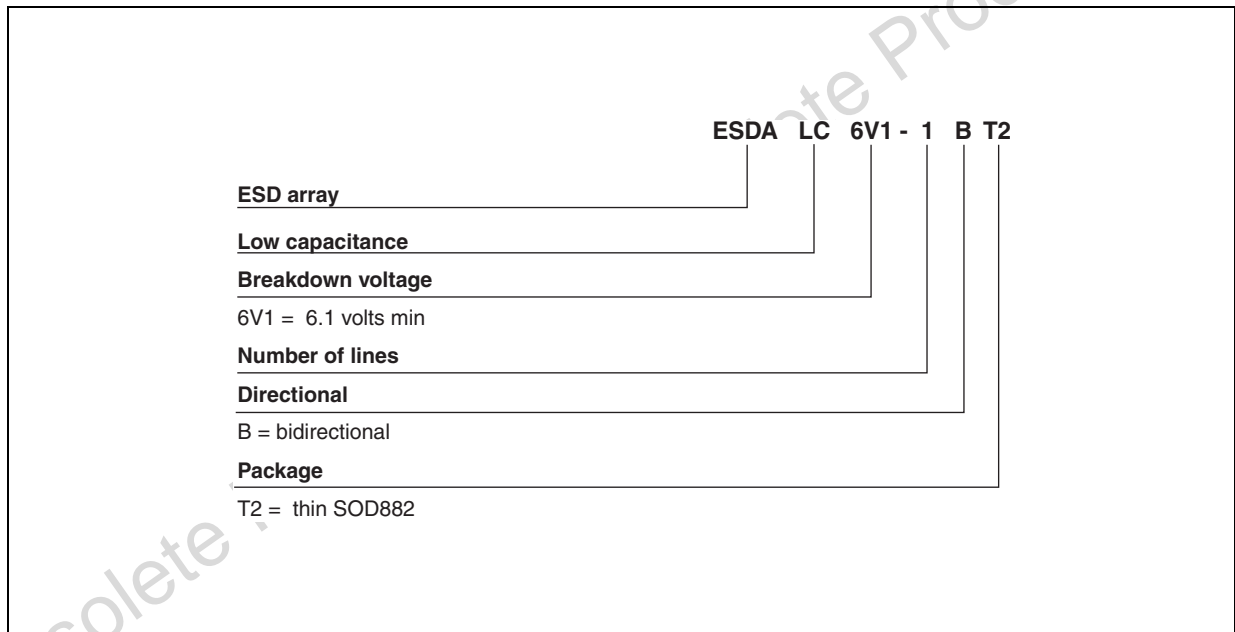 ESDA LC 6V1 - 1 B T2
ESD array
Low capacitance
Breakdown voltage
6V1 = 6.1 volts min
Number of lines
Directional
B = bidirectional
Package
T2 = thin SOD882